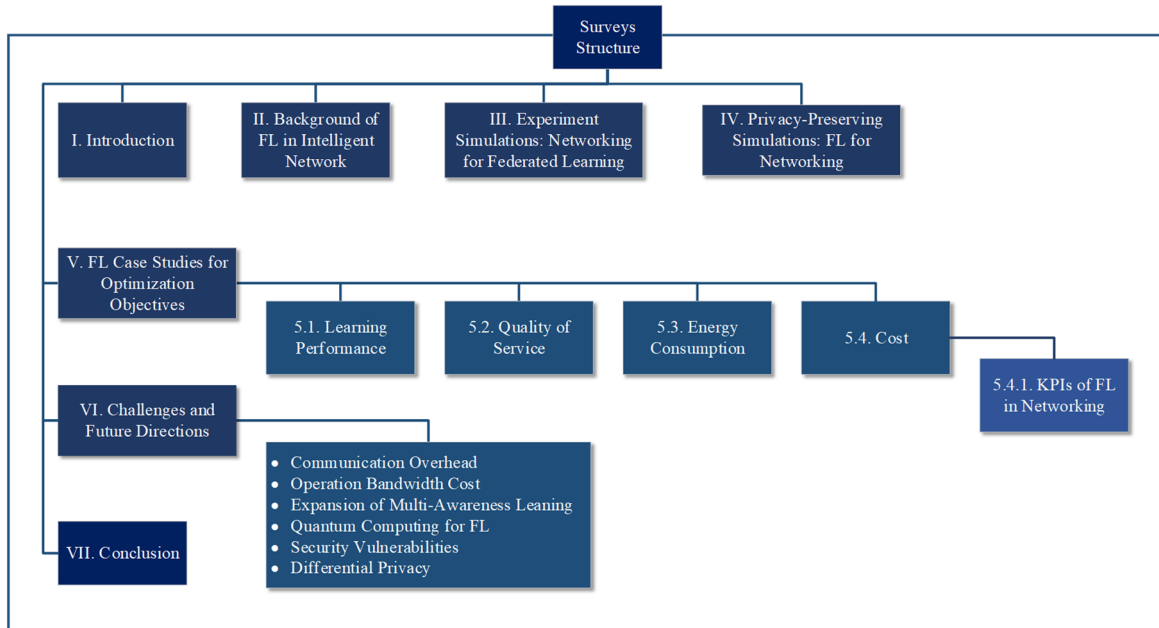 Surveys
Structure
I. Introduction
II. Background of
FL in Intelligent
Network
III. Experiment
Simulations: Networking
for Federated Learning
IV. Privacy-Preserving
Simulations: FL for
Networking
V. FL Case Studies for
Optimization
Objectives
5.1. Learning
Performance
5.2. Quality of
Service
5.3. Energy
Consumption
5.4. Cost
5.4.1. KPIs of FL
in Networking
VI. Challenges and
Future Directions
● Communication Overhead
● Operation Bandwidth Cost
● Expansion of Multi-Awareness Leaning
● Quantum Computing for FL
● Security Vulnerabilities
● Differential Privacy
VII. Conclusion